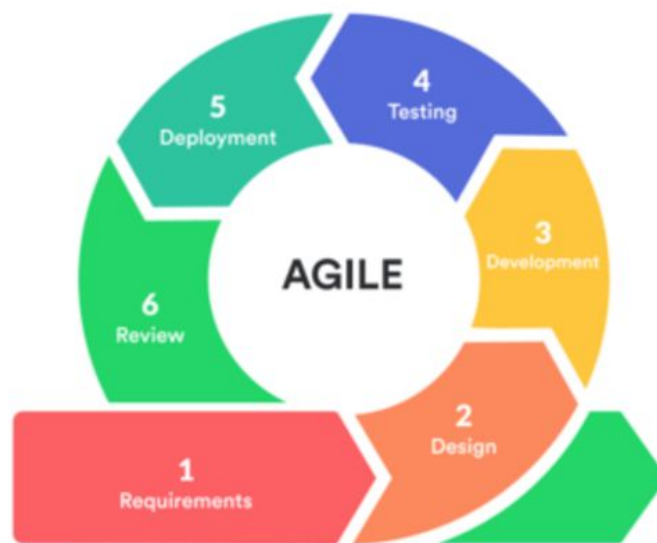 AGILE
1
Requirements
2
Design
3
Development
4
Testing
5
Deployment
6
Review